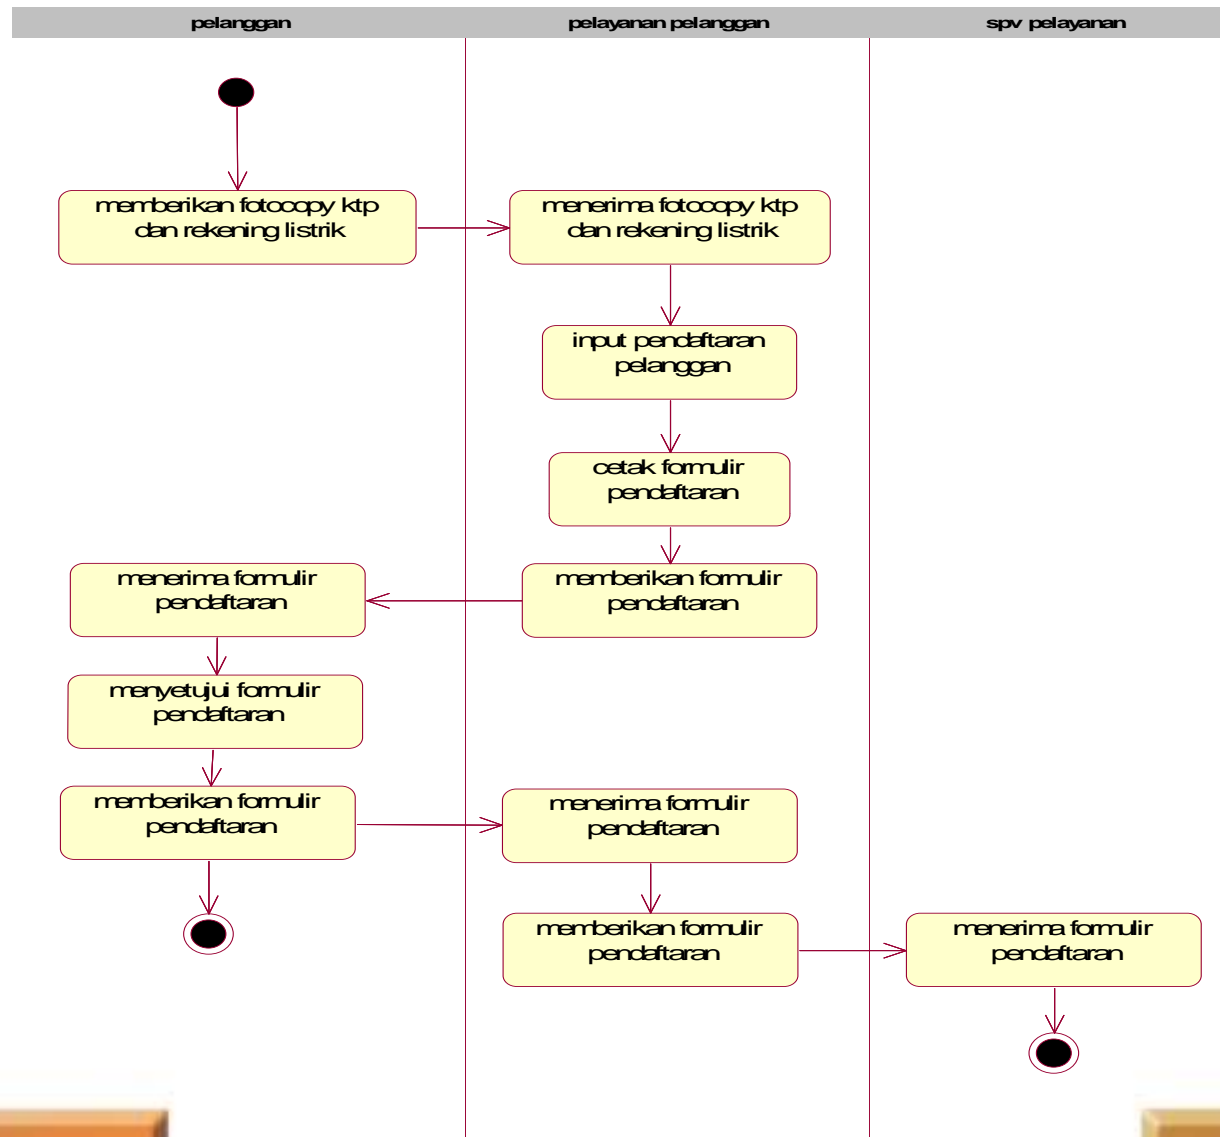 pelanggan
pelayanan pelanggan
spv pelayanan
memberikan fotocopy ktp
dan rekening listrik
menerima fotocopy ktp
dan rekening listrik
input pendaftaran
pelanggan
cetak formulir
pendaftaran
memberikan formulir
pendaftaran
menerima formulir
pendaftaran
menyetujui formulir
pendaftaran
memberikan formulir
pendaftaran
menerima formulir
pendaftaran
memberikan formulir
pendaftaran
menerima formulir
pendaftaran